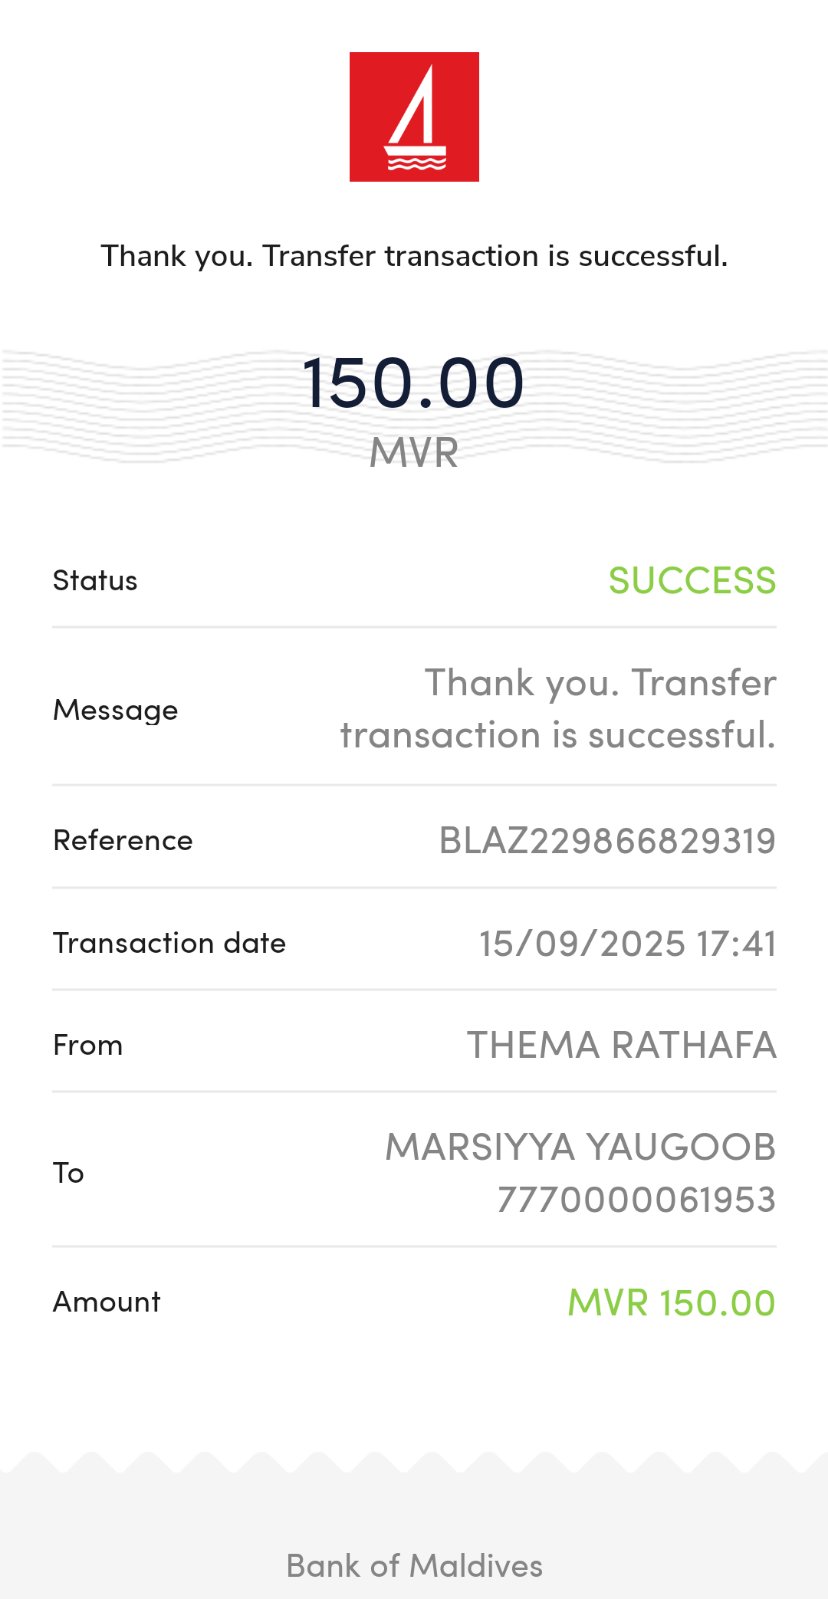 Thank you. Transfer transaction is successful.
150.00
MVR
Status
SUCCESS
Message
Thank you. Transfer
transaction is successful.
Reference
BLAZ229866829319
Transaction date
15/09/2025 17:41
From
THEMA RATHAFA
To
MARSIYYA YAUGOOB
7770000061953
Amount
MVR 150.00
Bank of Maldives